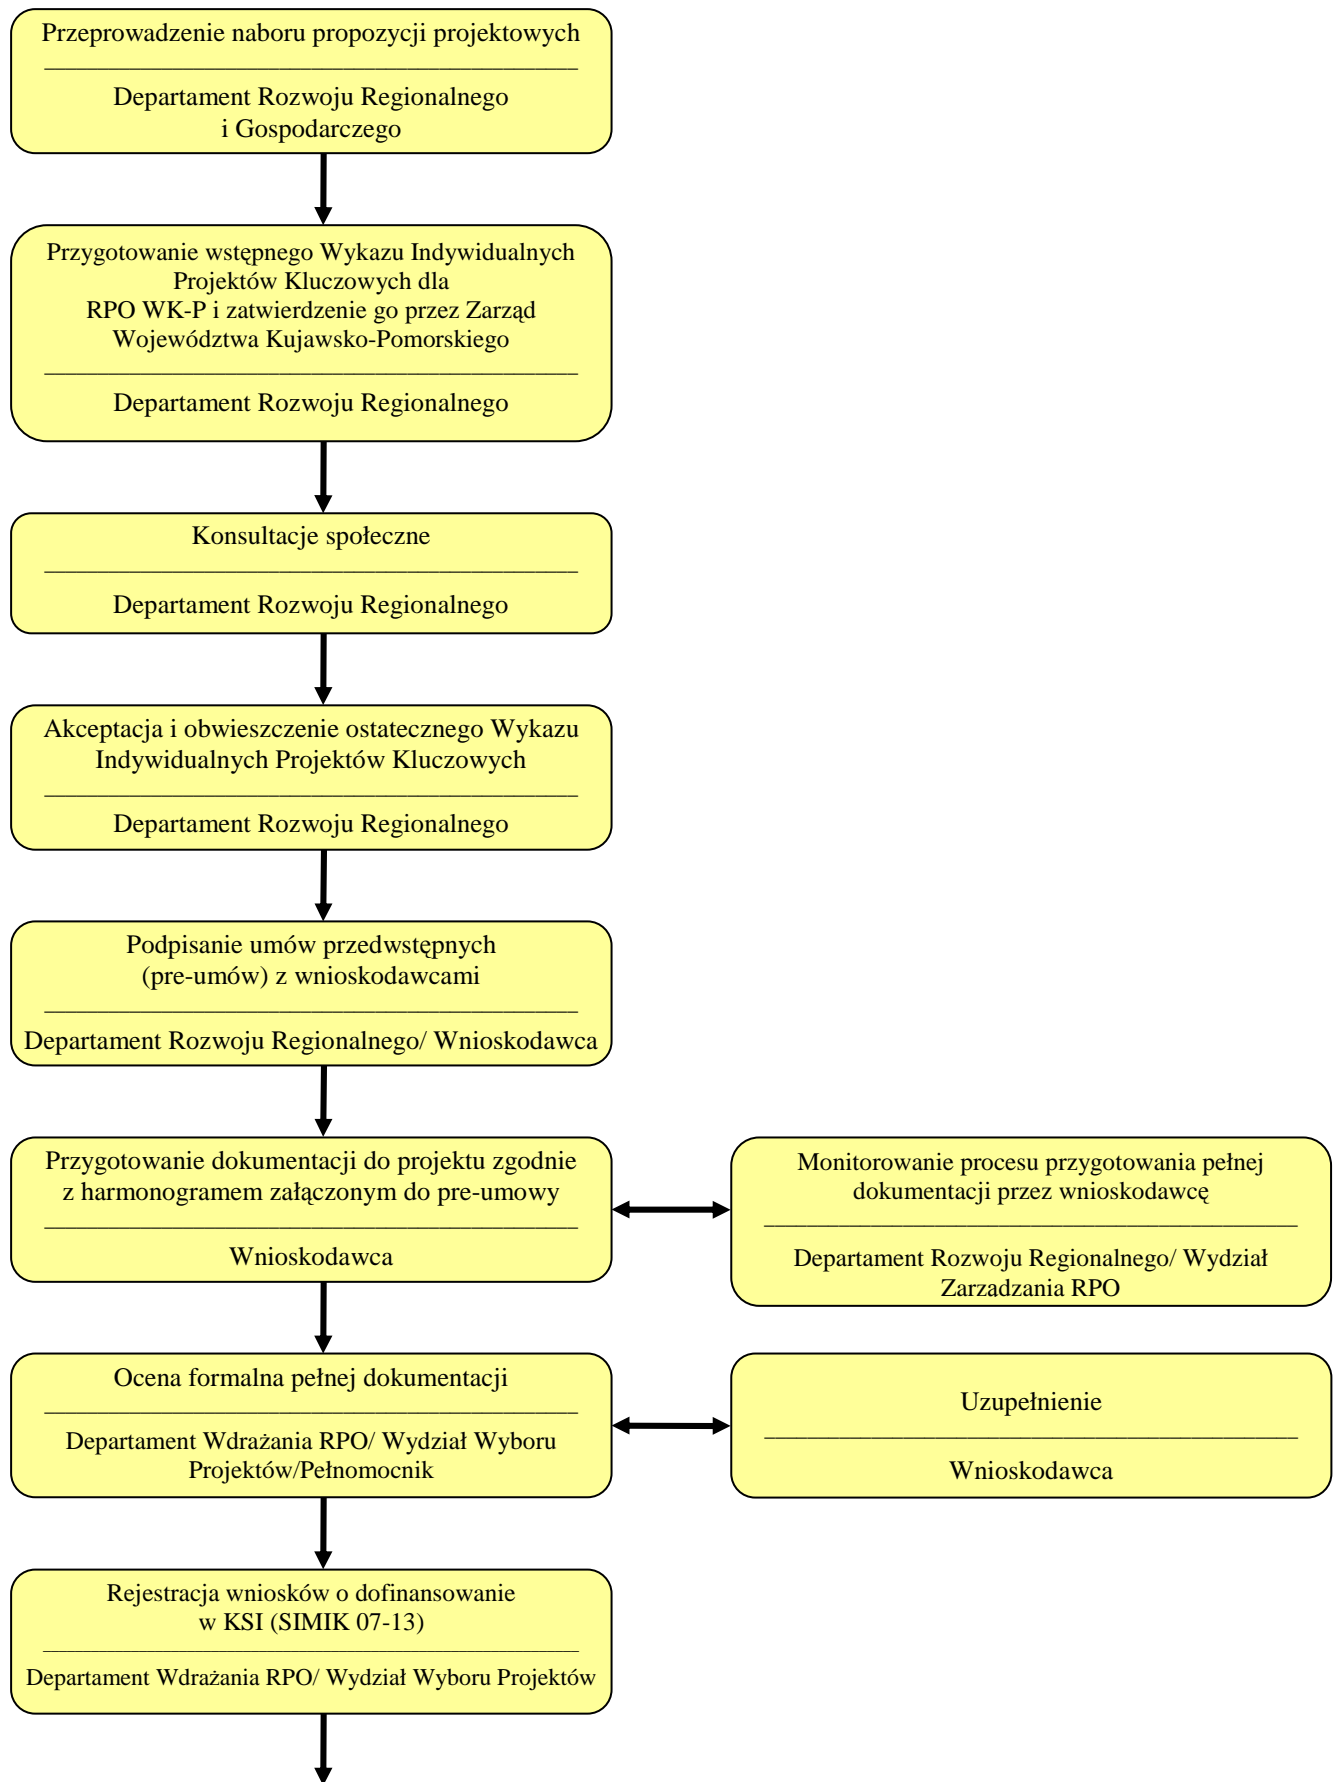 Przeprowadzenie naboru propozycji projektowych
Departament Rozwoju Regionalnego
i Gospodarczego
Przygotowanie wstępnego Wykazu Indywidualnych
Projektów Kluczowych dla
RPO WK-P i zatwierdzenie go przez Zarząd
Województwa Kujawsko-Pomorskiego
Departament Rozwoju Regionalnego
Konsultacje społeczne
Departament Rozwoju Regionalnego
Akceptacja i obwieszczenie ostatecznego Wykazu
Indywidualnych Projektów Kluczowych
Departament Rozwoju Regionalnego
Podpisanie umów przedwstępnych
(pre-umów) z wnioskodawcami
Departament Rozwoju Regionalnego/ Wnioskodawca
Przygotowanie dokumentacji do projektu zgodnie
z harmonogramem załączonym do pre-umowy
Wnioskodawca
Monitorowanie procesu przygotowania pełnej
dokumentacji przez wnioskodawcę
Departament Rozwoju Regionalnego/ Wydział
Zarzadzania RPO
Ocena formalna pełnej dokumentacji
Departament Wdrażania RPO/ Wydział Wyboru
Projektów/Pełnomocnik
Uzupełnienie
Wnioskodawca
Rejestracja wniosków o dofinansowanie
w KSI (SIMIK 07-13)
Departament Wdrażania RPO/ Wydział Wyboru Projektów